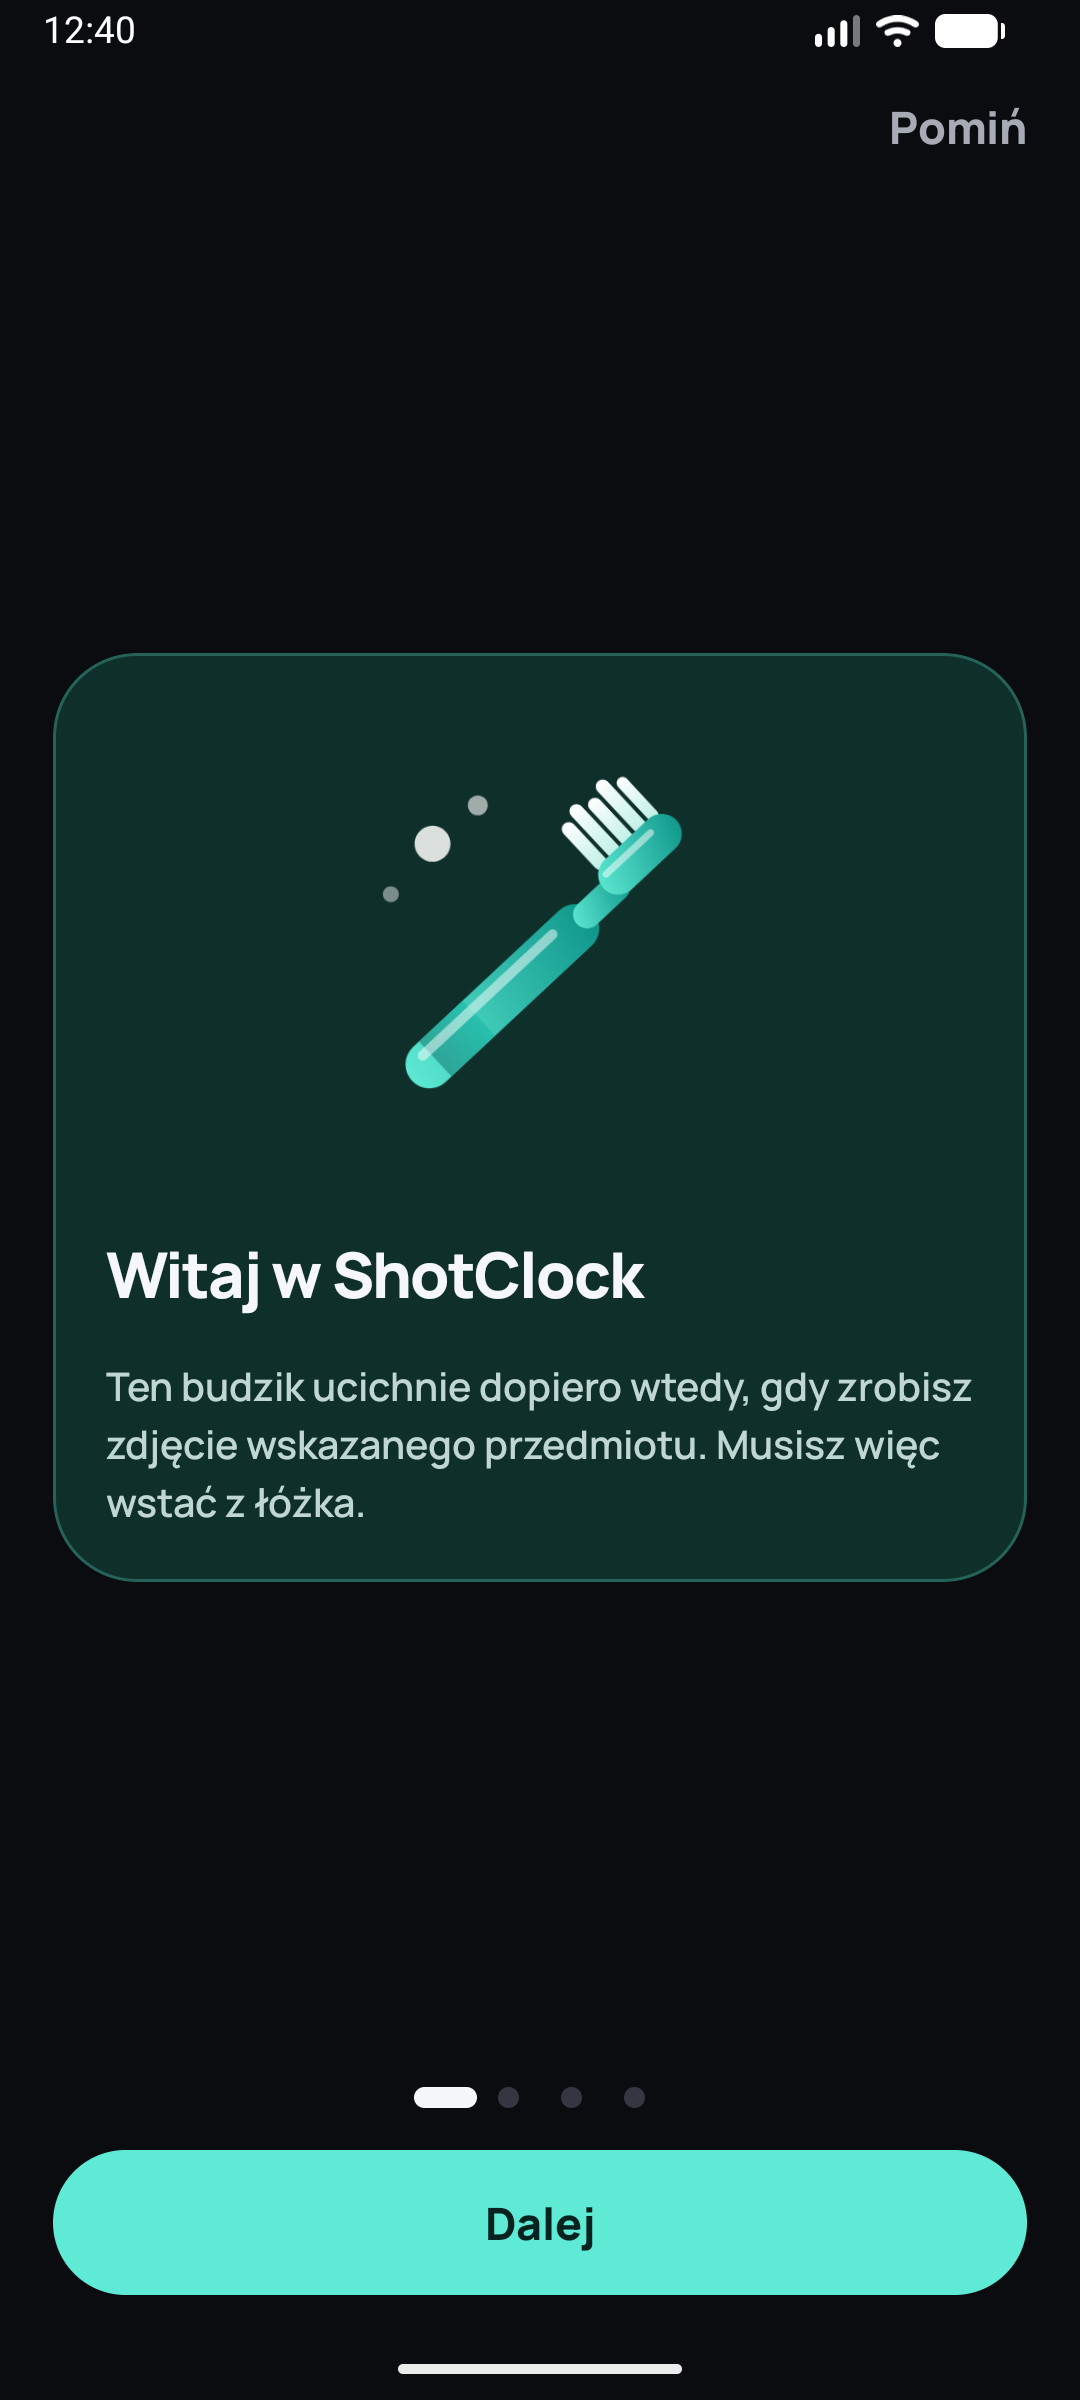 12:40
Pomiń
Witaj w ShotClock
Ten budzik ucichnie dopiero wtedy, gdy zrobisz
zdjęcie wskazanego przedmiotu. Musisz więc
wstać z łóżka.
Dalej